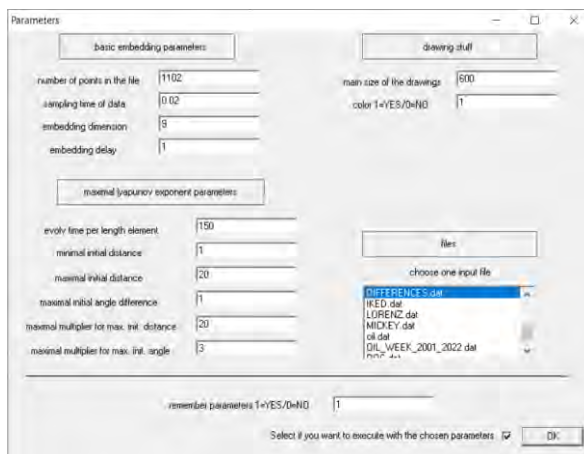 Parameters
basic embedding parameters
number of points in the file 1102
sampling time of data 0.02
embedding dimension 9
embedding delay 1
maximal lyapunov exponent parameters
evolv time per length element 150
minimal initial distance 1
maximal initial distance 20
maximal initial angle difference 1
maximal multiplier for max. init. distance 20
maximal multiplier for max. init. angle 3
drawing stuff
main size of the drawings 600
color 1=YES/0=NO 1
files
choose one input file
DIFFERENCES.dat
IKED.dat
LORENZ.dat
MICKEY.dat
oil.dat
OIL_WEEK_2001_2022.dat
remember parameters 1=YES/0=NO 1
Select if you want to execute with the chosen parameters
OK